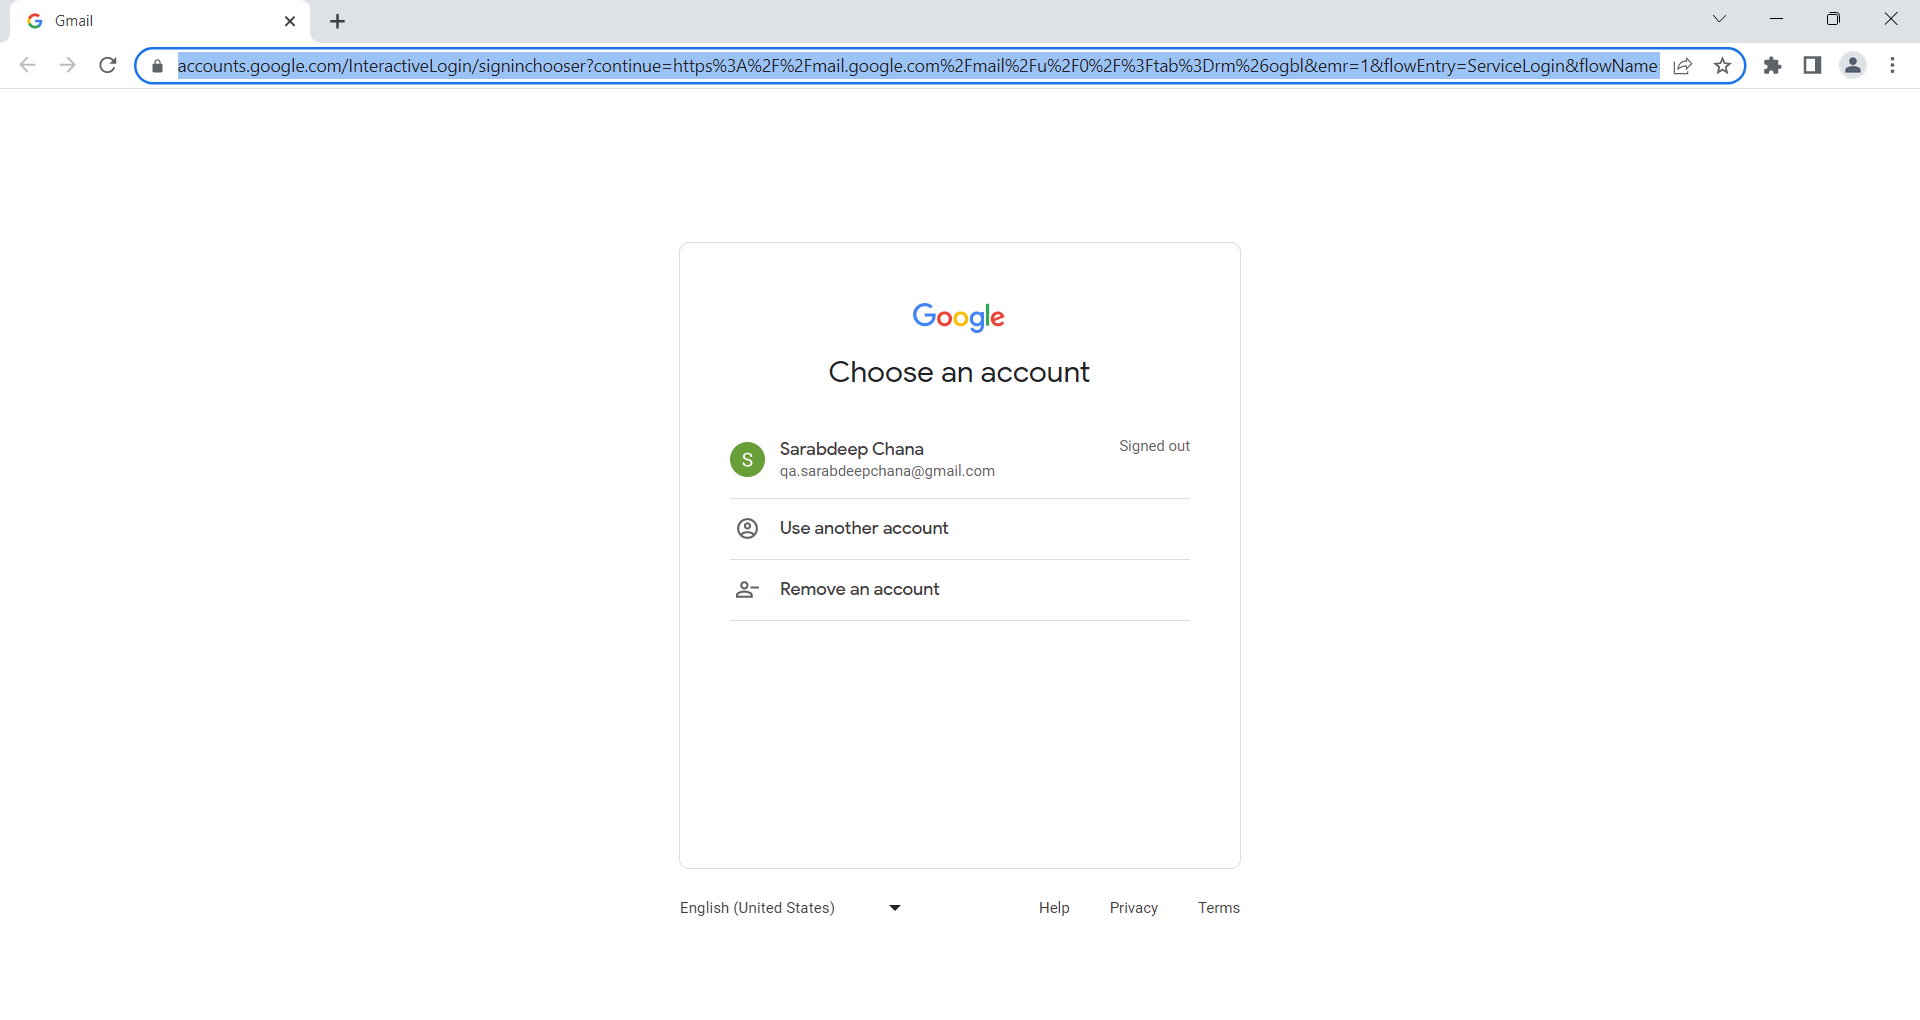 Gmail
accounts.google.com/InteractiveLogin/signinchooser?continue=https%3A%2F%2Fmail.google.com%2Fmail%2Fu%2F0%2F%3Ftab%3Drm%26ogbl&emr=1&flowEntry=ServiceLogin&flowName=
Google
Choose an account
S
Sarabdeep Chana
Signed out
qa.sarabdeepchana@gmail.com
Use another account
Remove an account
English (United States)
Help
Privacy
Terms